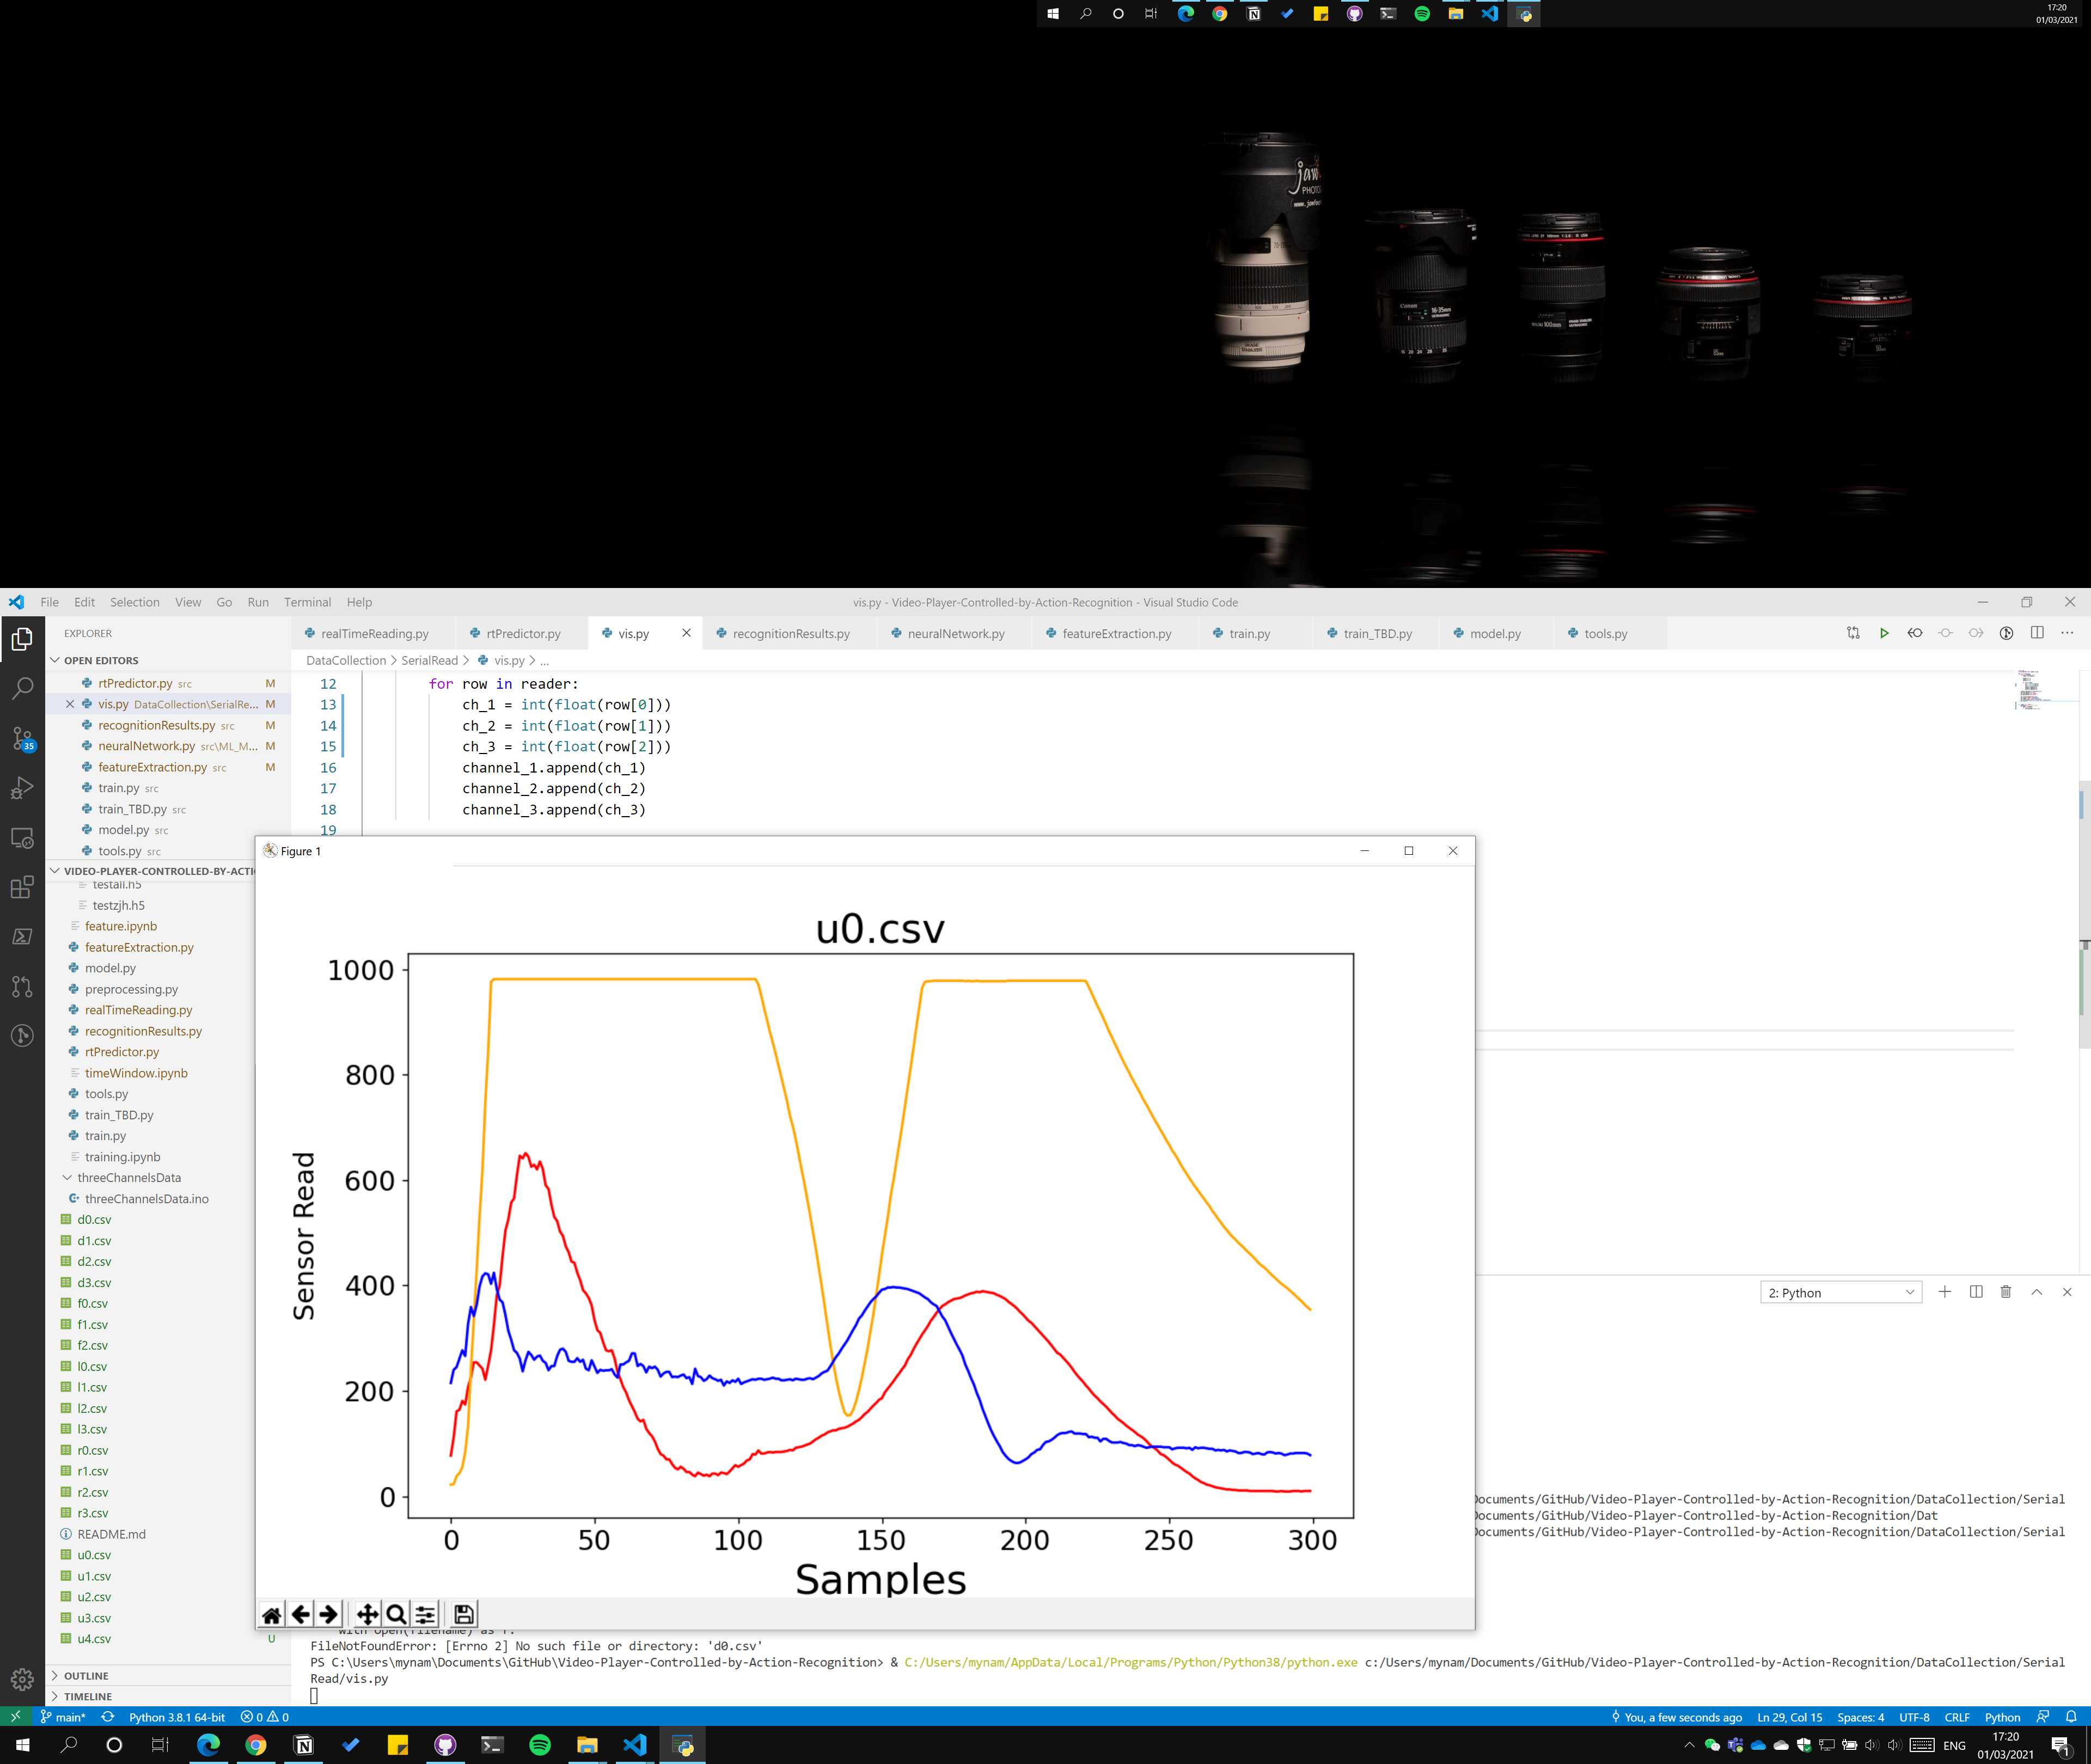 17:20
01/03/2021
jaw
PHOTO
Canon
16-35mm
File Edit Selection View Go Run Terminal Help
vis.py - Video-Player-Controlled-by-Action-Recognition - Visual Studio Code
EXPLORER
OPEN EDITORS
rtPredictor.py src M
vis.py DataCollection\SerialRe... M
recognitionResults.py src M
neuralNetwork.py src\ML_M... M
featureExtraction.py src M
train.py src
train_TBD.py src
model.py src
tools.py src
VIDEO-PLAYER-CONTROLLED-BY-ACTI
testall.h5
testzjh.h5
feature.ipynb
featureExtraction.py
model.py
preprocessing.py
realTimeReading.py
recognitionResults.py
rtPredictor.py
timeWindow.ipynb
tools.py
train_TBD.py
train.py
training.ipynb
threeChannelsData
threeChannelsData.ino
d0.csv
d1.csv
d2.csv
d3.csv
f0.csv
f1.csv
f2.csv
l0.csv
l1.csv
l2.csv
l3.csv
r0.csv
r1.csv
r2.csv
r3.csv
README.md
u0.csv
u1.csv
u2.csv
u3.csv
u4.csv U
OUTLINE
TIMELINE
35
realTimeReading.py rtPredictor.py vis.py recognitionResults.py neuralNetwork.py featureExtraction.py train.py train_TBD.py model.py tools.py
DataCollection > SerialRead > vis.py > ...
12 for row in reader:
13 ch_1 = int(float(row[0]))
14 ch_2 = int(float(row[1]))
15 ch_3 = int(float(row[2]))
16 channel_1.append(ch_1)
17 channel_2.append(ch_2)
18 channel_3.append(ch_3)
19
Figure 1
u0.csv
1000
800
600
400
200
0
Sensor Read
0 50 100 150 200 250 300
Samples
2: Python
Documents/GitHub/Video-Player-Controlled-by-Action-Recognition/DataCollection/Serial
Documents/GitHub/Video-Player-Controlled-by-Action-Recognition/Dat
Documents/GitHub/Video-Player-Controlled-by-Action-Recognition/DataCollection/Serial
with open(filename) as f:
FileNotFoundError: [Errno 2] No such file or directory: 'd0.csv'
PS C:\Users\mynam\Documents\GitHub\Video-Player-Controlled-by-Action-Recognition> & C:/Users/mynam/AppData/Local/Programs/Python/Python38/python.exe c:/Users/mynam/Documents/GitHub/Video-Player-Controlled-by-Action-Recognition/DataCollection/Serial
Read/vis.py
main* Python 3.8.1 64-bit 0 0 You, a few seconds ago Ln 29, Col 15 Spaces: 4 UTF-8 CRLF Python
ENG
17:20
01/03/2021
1